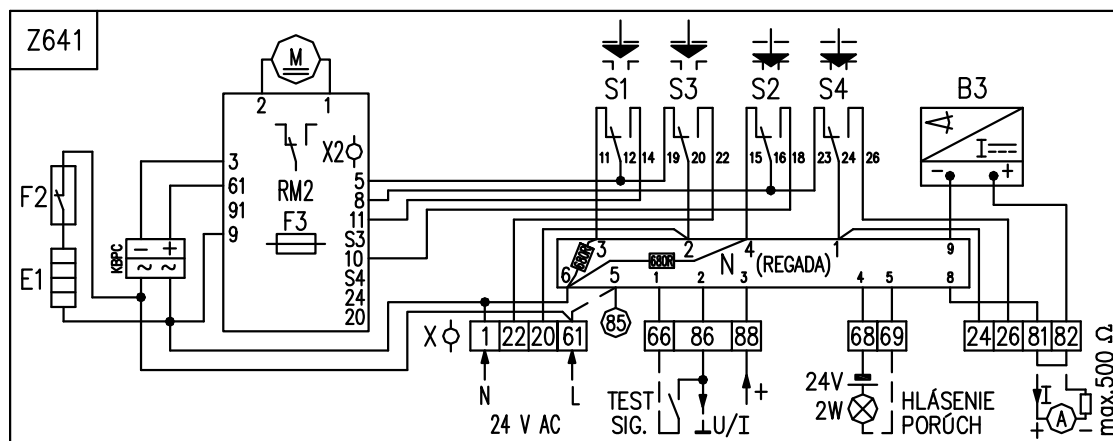 Z641
M
2 1
S1 S3 S2 S4 B3
X2
RM2
F3
3
61
91
9
5
8
11
S3
10
S4
24
20
11 12 14 19 20 22 15 16 18 23 24 26
I
- +
F2
E1
KBPC
- +
~ ~
680R 3 2 680R 4 1 9
N (REGADA)
6 5 1 2 3 4 5 8
85
X 1 22 20 61 66 86 88 68 69 24 26 81 82
N L
24 V AC
TEST
SIG.
U/I
+
24V
2W
HLÁSENIE
PORÚCH
I
A
+ -
max.500 Ω